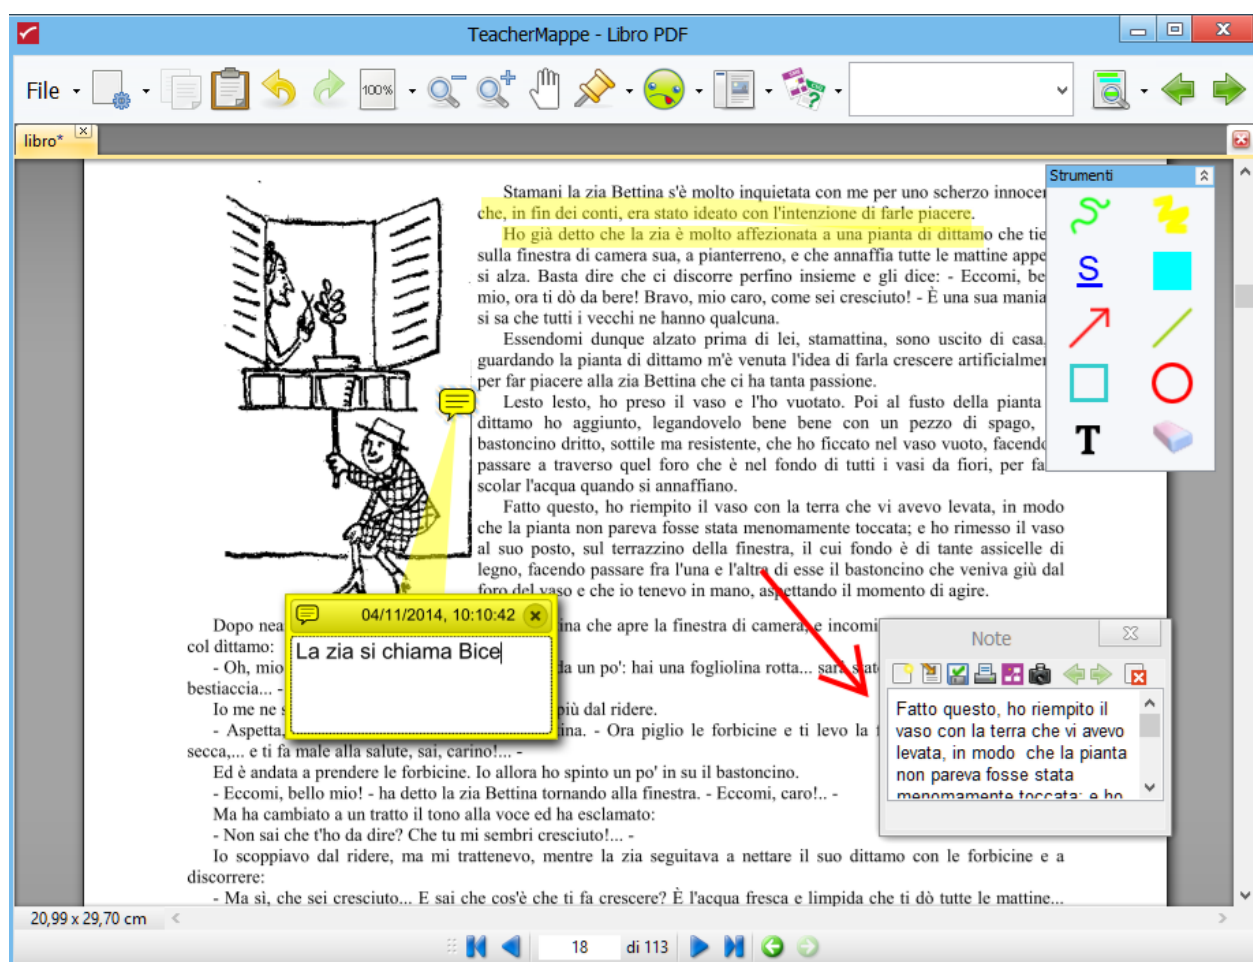 TeacherMappe - Libro PDF
File
100%
libro*
Stamani la zia Bettina s'è molto inquietata con me per uno scherzo
che, in fin dei conti, era stato ideato con l'intenzione di farle piacere.
Ho già detto che la zia è molto affezionata a una pianta di dittamo che
sulla finestra di camera sua, a pianterreno, e che annaffia tutte le mattine
si alza. Basta dire che ci discorre perfino insieme e gli dice: - Eccomi,
mio, ora ti dò da bere! Bravo, mio caro, come sei cresciuto! - È una sua mania
si sa che tutti i vecchi ne hanno qualcuna.
Essendomi dunque alzato prima di lei, stamattina, sono uscito di casa
guardando la pianta di dittamo m'è venuta l'idea di farla crescere
per far piacere alla zia Bettina che ci ha tanta passione.
Lesto lesto, ho preso il vaso e l'ho vuotato. Poi al fusto della pianta
dittamo ho aggiunto, legandovelo bene bene con un pezzo di spago,
bastoncino dritto, sottile ma resistente, che ho ficcato nel vaso vuoto,
passare a traverso quel foro che è nel fondo di tutti i vasi da fiori, per
scolar l'acqua quando si annaffiano.
Fatto questo, ho riempito il vaso con la terra che vi avevo levata, in modo
che la pianta non pareva fosse stata menomamente toccata; e ho rimesso il vaso
al suo posto, sul terrazzino della finestra, il cui fondo è di tante assicelle di
legno, facendo passare fra l'una e l'altra di esse il bastoncino che veniva giù dal
foro del vaso e che io tenevo in mano, aspettando il momento di agire.
Dopo che apre la finestra di camera, e
col dittamo:
- Oh, mio un po': hai una fogliolina rotta...
bestiaccia... -
Io me ne più dal ridere.
- Aspetta, - Ora piglio le forbicine e ti levo la
secca,... e ti fa male alla salute, sai, carino!... -
Ed è andata a prendere le forbicine. Io allora ho spinto un po' in su il bastoncino.
- Eccomi, bello mio! - ha detto la zia Bettina tornando alla finestra. - Eccomi, caro!.. -
Ma ha cambiato a un tratto il tono alla voce ed ha esclamato:
- Non sai che t'ho da dire? Che tu mi sembri cresciuto!... -
Io scoppiavo dal ridere, ma mi trattenevo, mentre la zia seguitava a nettare il suo dittamo con le forbicine e a
discorrere:
- Ma sì, che sei cresciuto... E sai che cos'è che ti fa crescere? È l'acqua fresca e limpida che ti dò tutte le mattine...
04/11/2014, 10:10:42
La zia si chiama Bice
Strumenti
S
T
Note
Fatto questo, ho riempito il
vaso con la terra che vi avevo
levata, in modo che la pianta
non pareva fosse stata
menomamente toccata; e ho
20,99 x 29,70 cm
18 di 113